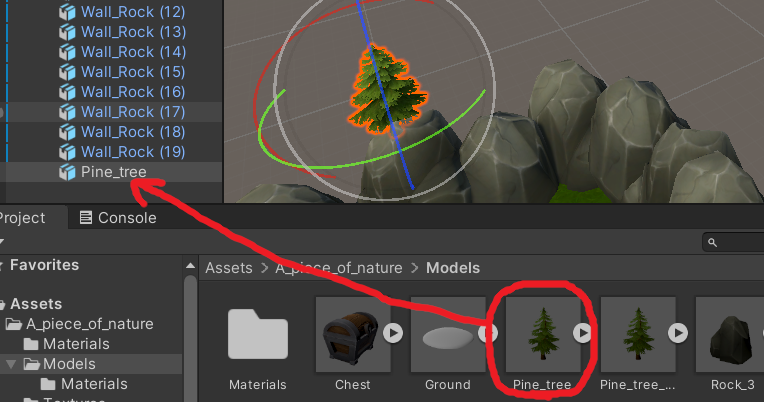 Wall_Rock (12)
Wall_Rock (13)
Wall_Rock (14)
Wall_Rock (15)
Wall_Rock (16)
Wall_Rock (17)
Wall_Rock (18)
Wall_Rock (19)
Pine_tree
Project
Console
Favorites
Assets
A_piece_of_nature
Materials
Models
Materials
Textures
Assets > A_piece_of_nature > Models
Materials
Chest
Ground
Pine_tree
Pine_tree_...
Rock_3